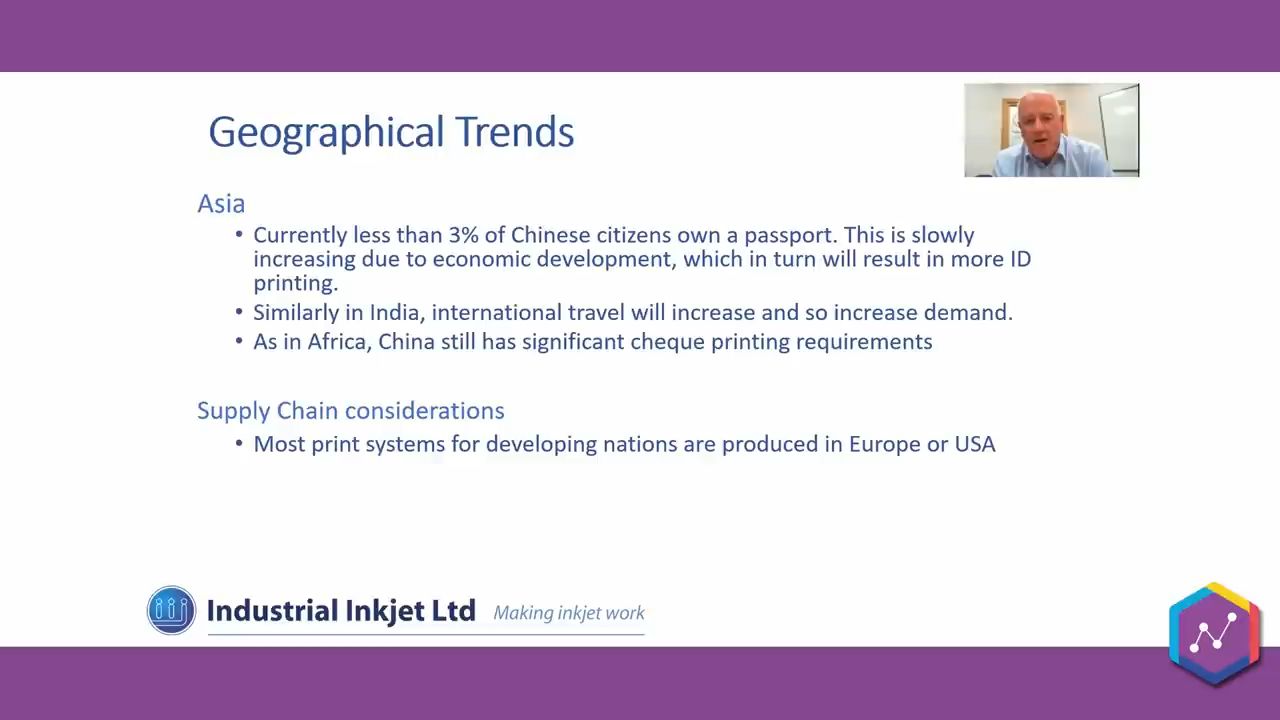 Geographical Trends
Asia
• Currently less than 3% of Chinese citizens own a passport. This is slowly
increasing due to economic development, which in turn will result in more ID
printing.
• Similarly in India, international travel will increase and so increase demand.
• As in Africa, China still has significant cheque printing requirements
Supply Chain considerations
• Most print systems for developing nations are produced in Europe or USA
Industrial Inkjet Ltd Making inkjet work